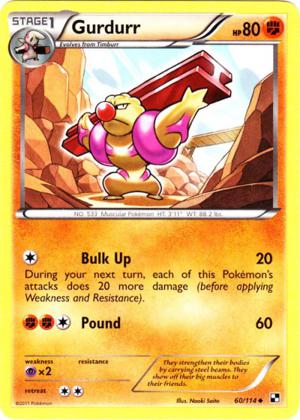 STAGE1
Gurdurr
HP80
Evolves from Timburr
NO. 533 Muscular Pokémon HT: 3'11" WT: 88.2 lbs.
Bulk Up 20
During your next turn, each of this Pokémon's
attacks does 20 more damage (before applying
Weakness and Resistance).
Pound 60
weakness
resistance
×2
They strengthen their bodies
by carrying steel beams. They
show off their big muscles to
their friends.
retreat
©2011 Pokémon
Illus. Naoki Saito
60/114